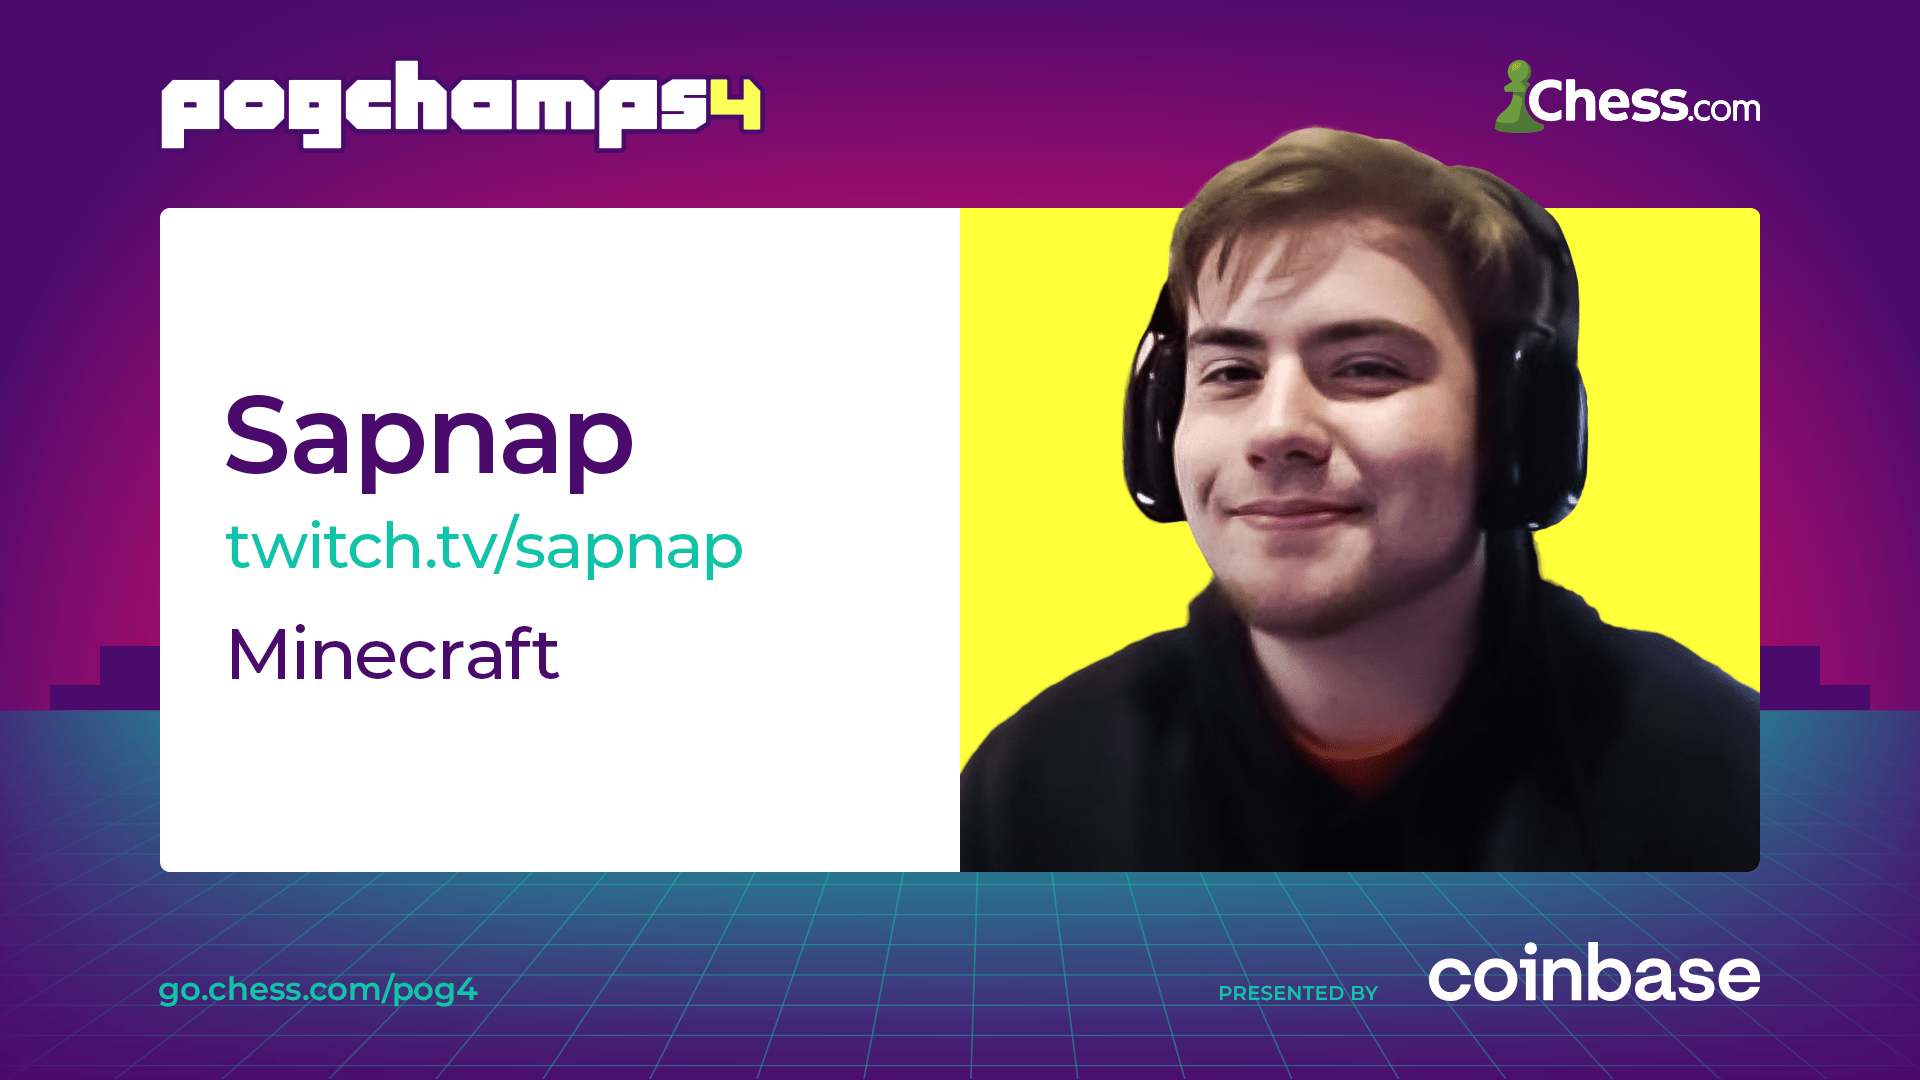 pogchamps4
Chess.com
Sapnap
twitch.tv/sapnap
Minecraft
go.chess.com/pog4
PRESENTED BY coinbase